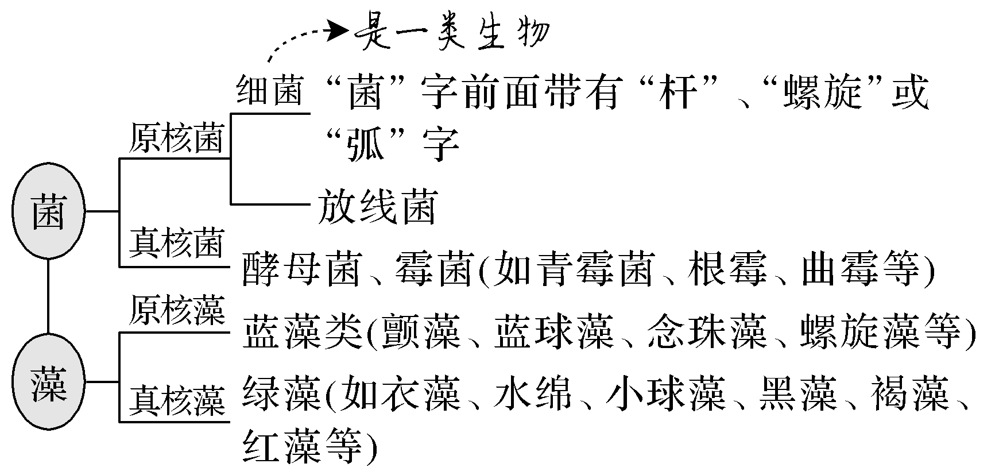 是一类生物
细菌 “菌”字前面带有“杆”、“螺旋”或
“弧”字
原核菌
放线菌
菌
真核菌
酵母菌、霉菌(如青霉菌、根霉、曲霉等)
原核藻
蓝藻类(颤藻、蓝球藻、念珠藻、螺旋藻等)
藻
真核藻
绿藻(如衣藻、水绵、小球藻、黑藻、褐藻、
红藻等)